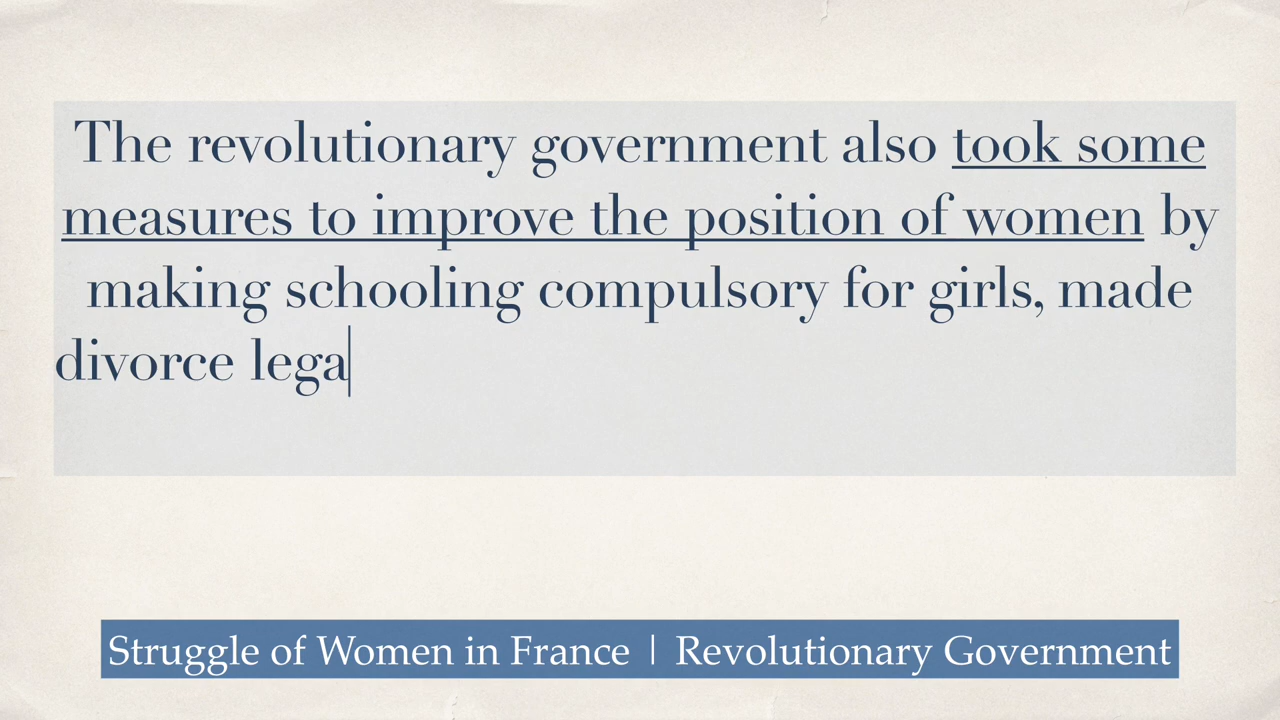 The revolutionary government also took some
measures to improve the position of women by
making schooling compulsory for girls, made
divorce lega
Struggle of Women in France | Revolutionary Government